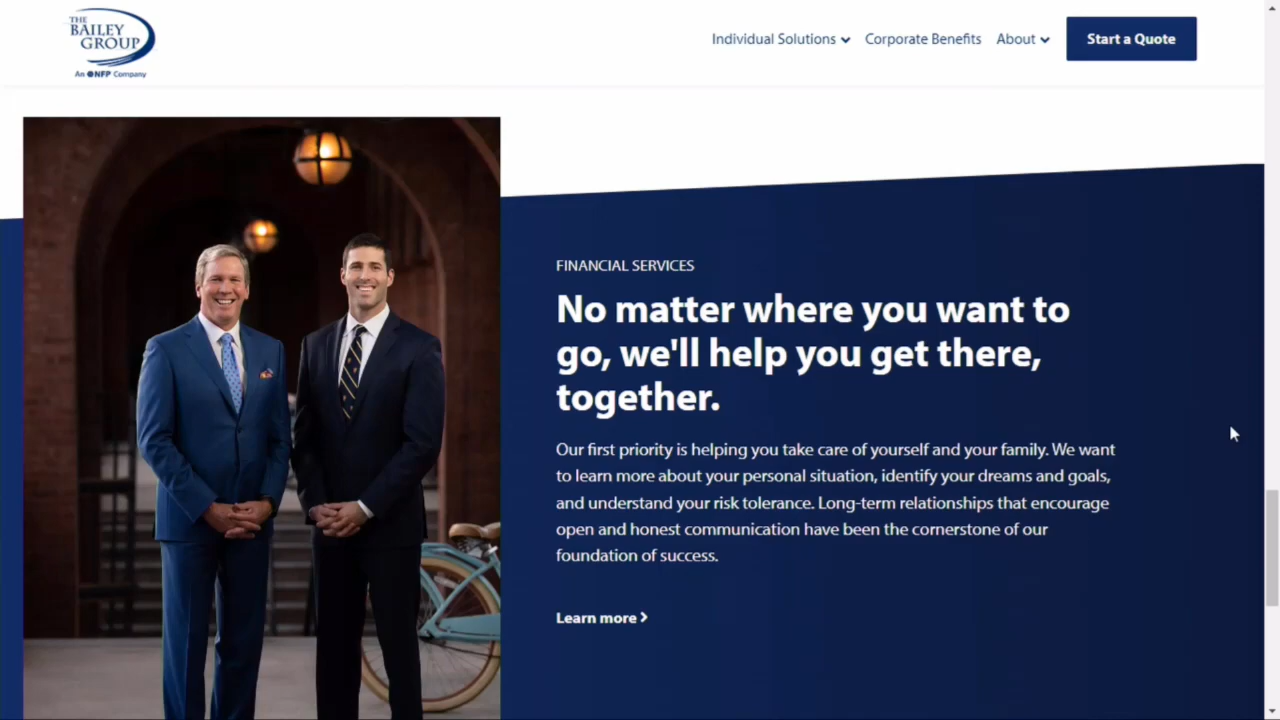 THE
BAILEY
GROUP
An NFP Company
Individual Solutions
Corporate Benefits
About
Start a Quote
FINANCIAL SERVICES
No matter where you want to
go, we'll help you get there,
together.
Our first priority is helping you take care of yourself and your family. We want
to learn more about your personal situation, identify your dreams and goals,
and understand your risk tolerance. Long-term relationships that encourage
open and honest communication have been the cornerstone of our
foundation of success.
Learn more